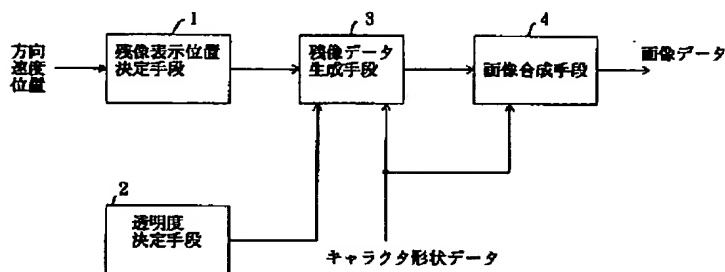 1
3
4
方向
速度
位置
残像表示位置
決定手段
残像データ
生成手段
画像合成手段
画像データ
2
透明度
決定手段
キャラクタ形状データ